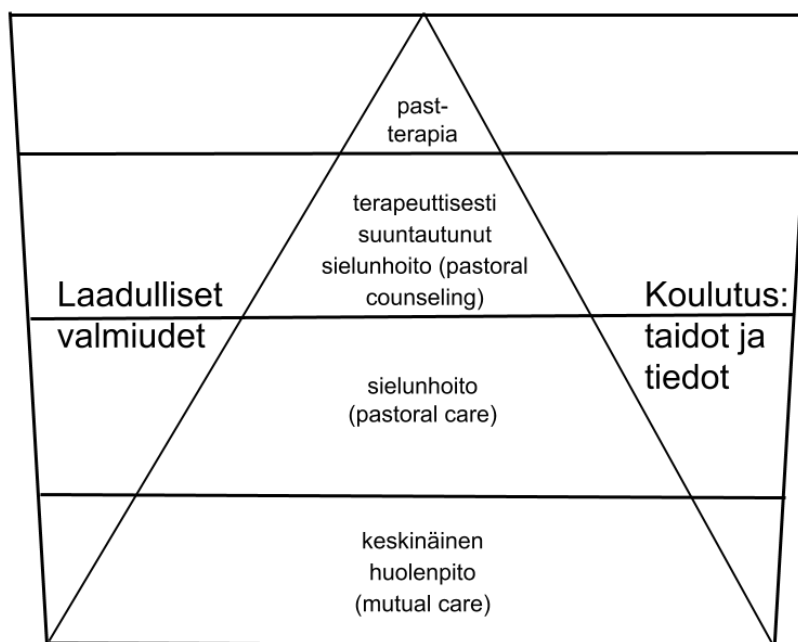 past-
terapia
terapeuttisesti
suuntautunut
sielunhoito (pastoral
counseling)
Laadulliset
valmiudet
Koulutus:
taidot ja
tiedot
sielunhoito
(pastoral care)
keskinäinen
huolenpito
(mutual care)